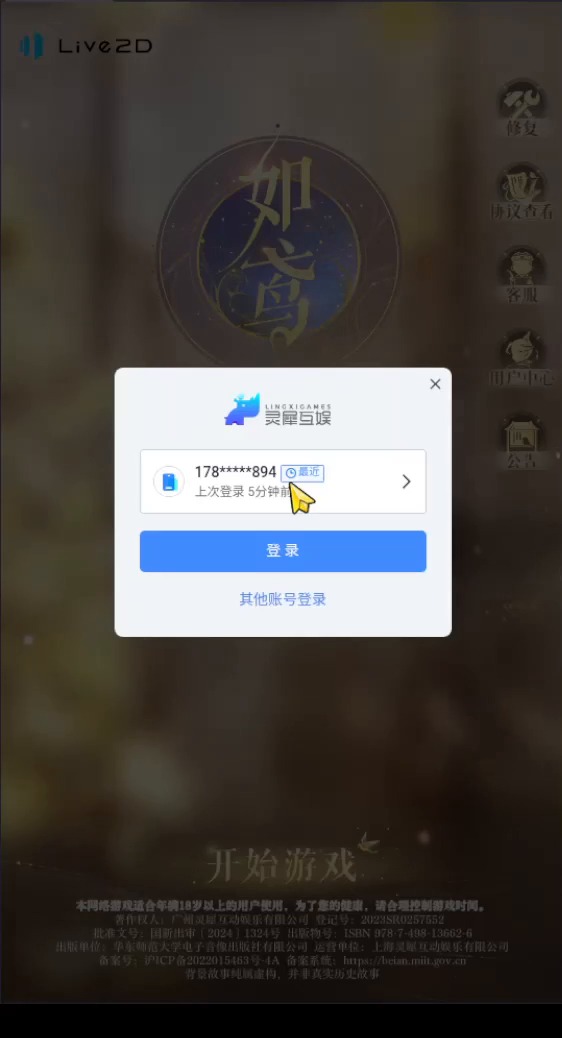 Live2D
修复
如鸢
协议查看
客服
用户中心
公告
LINGXIGAMES
灵犀互娱
178*****894 最近
上次登录 5分钟前
登录
其他账号登录
开始游戏
本网络游戏适合年满18岁以上的用户使用，为了您的健康，请合理控制游戏时间。
著作权人：广州灵犀互动娱乐有限公司 登记号：2023SR0257552
批准文号：国新出审［2024］1324号 出版物号：ISBN 978-7-498-13662-6
出版单位：华东师范大学电子音像出版社有限公司 运营单位：上海灵犀互动娱乐有限公司
备案号：沪ICP备2022015463号-4A 备案系统：https://beian.miit.gov.cn
背景故事纯属虚构，并非真实历史故事